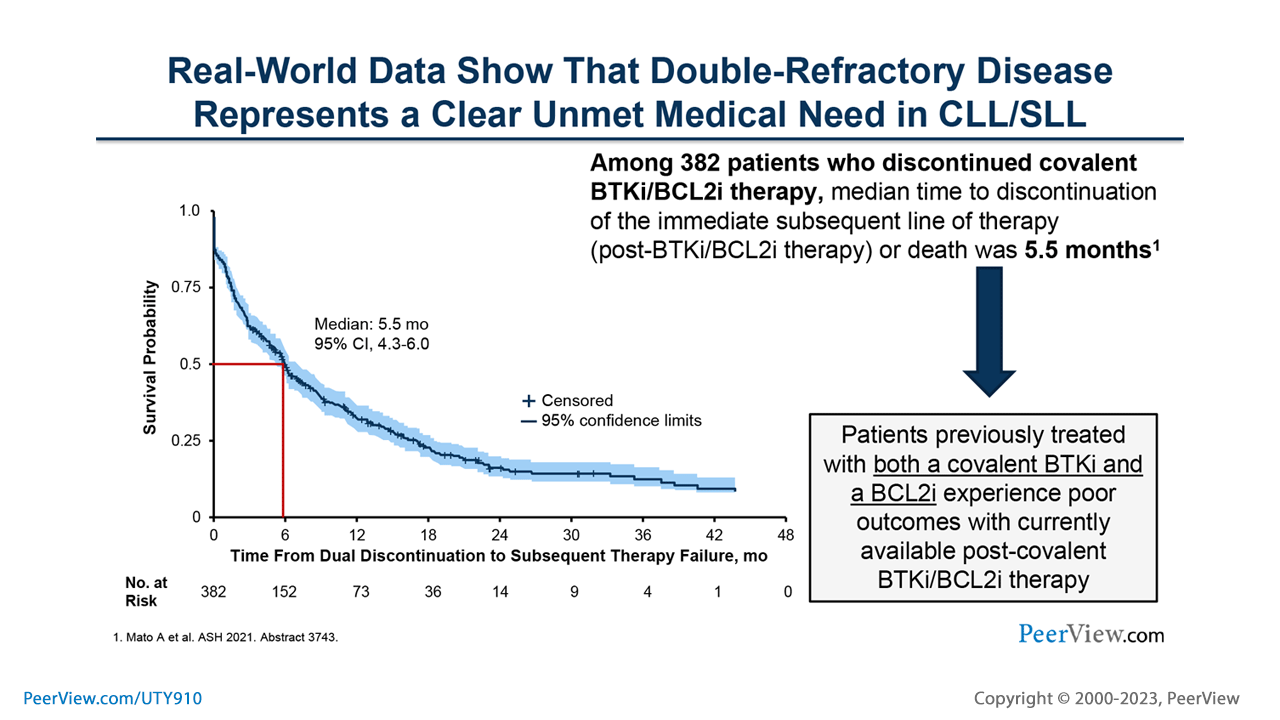 Real-World Data Show That Double-Refractory Disease
Represents a Clear Unmet Medical Need in CLL/SLL
Among 382 patients who discontinued covalent
BTKi/BCL2i therapy, median time to discontinuation
of the immediate subsequent line of therapy
(post-BTKi/BCL2i therapy) or death was 5.5 months¹
Survival Probability
1.0
0.75
0.5
0.25
0
Median: 5.5 mo
95% CI, 4.3-6.0
Censored
95% confidence limits
0 6 12 18 24 30 36 42 48
Time From Dual Discontinuation to Subsequent Therapy Failure, mo
No. at
Risk
382 152 73 36 14 9 4 1 0
Patients previously treated
with both a covalent BTKi and
a BCL2i experience poor
outcomes with currently
available post-covalent
BTKi/BCL2i therapy
1. Mato A et al. ASH 2021. Abstract 3743.
PeerView.com
PeerView.com/UTY910
Copyright © 2000-2023, PeerView